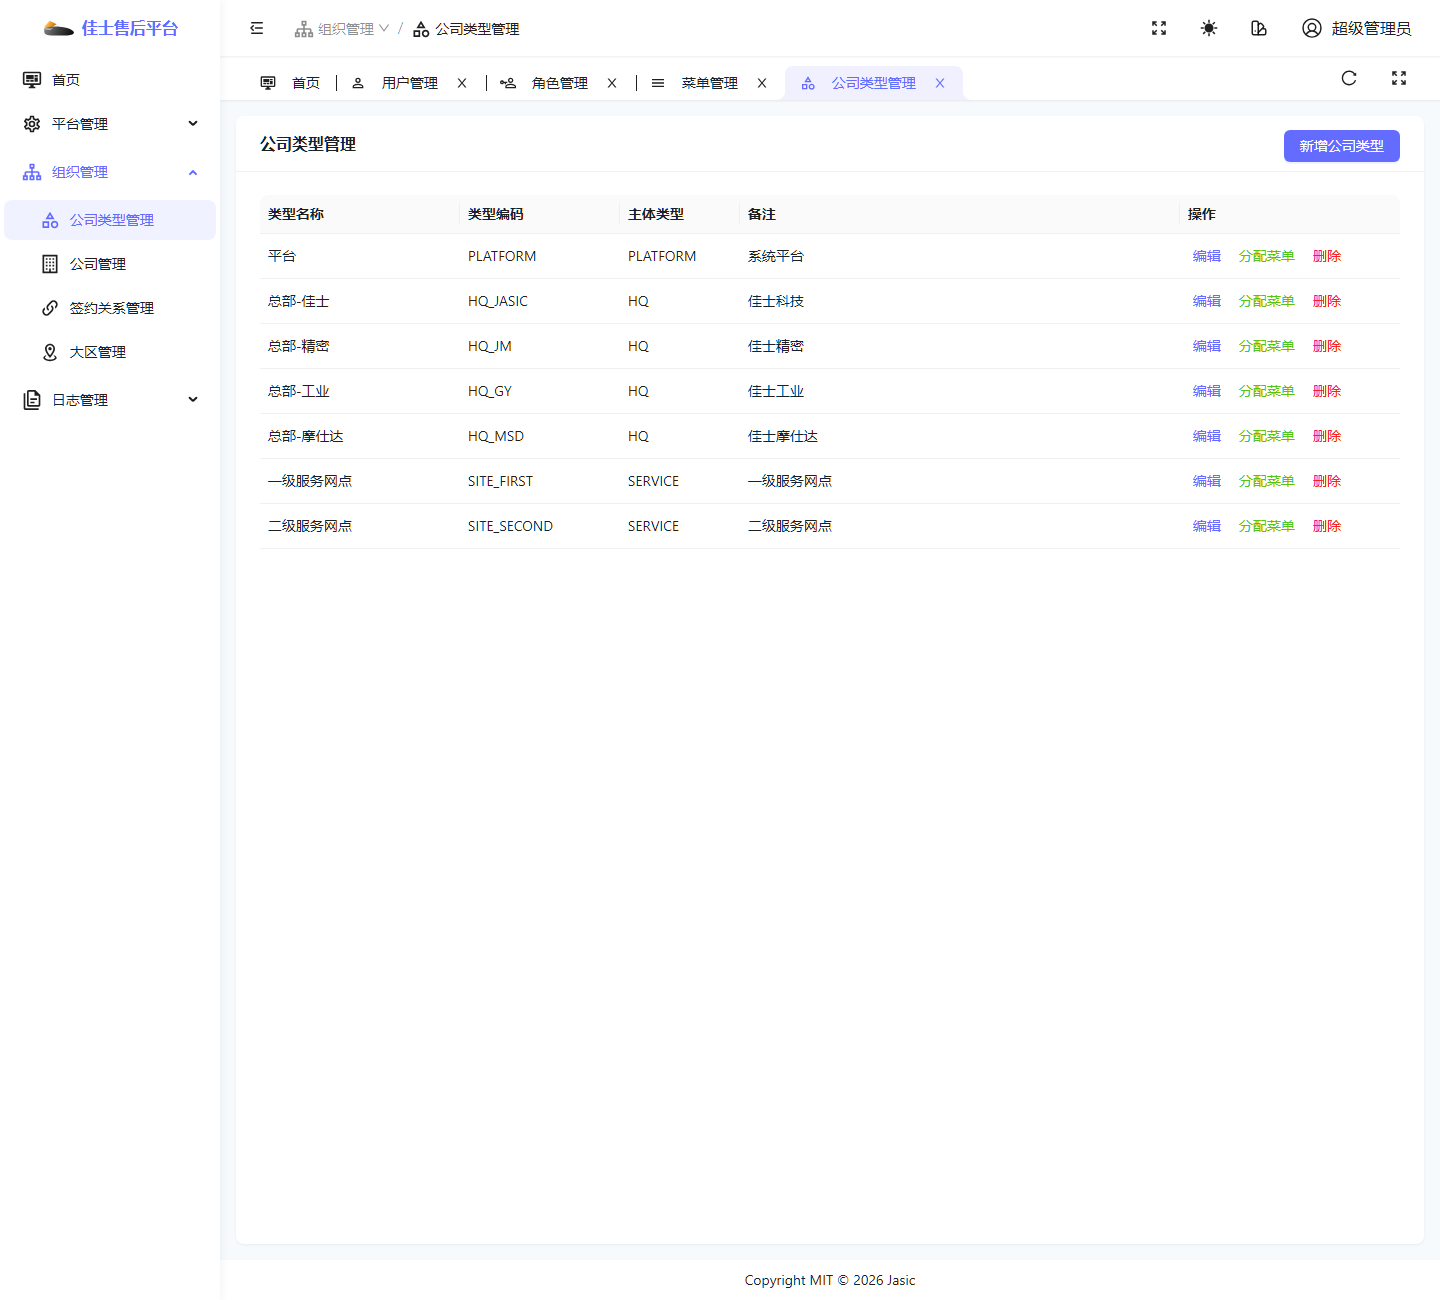 佳士售后平台
首页
平台管理
组织管理
公司类型管理
公司管理
签约关系管理
大区管理
日志管理
组织管理 / 公司类型管理
超级管理员
首页 用户管理 角色管理 菜单管理 公司类型管理
公司类型管理
新增公司类型
类型名称 类型编码 主体类型 备注 操作
平台 PLATFORM PLATFORM 系统平台 编辑 分配菜单 删除
总部-佳士 HQ_JASIC HQ 佳士科技 编辑 分配菜单 删除
总部-精密 HQ_JM HQ 佳士精密 编辑 分配菜单 删除
总部-工业 HQ_GY HQ 佳士工业 编辑 分配菜单 删除
总部-摩仕达 HQ_MSD HQ 佳士摩仕达 编辑 分配菜单 删除
一级服务网点 SITE_FIRST SERVICE 一级服务网点 编辑 分配菜单 删除
二级服务网点 SITE_SECOND SERVICE 二级服务网点 编辑 分配菜单 删除
Copyright MIT © 2026 Jasic